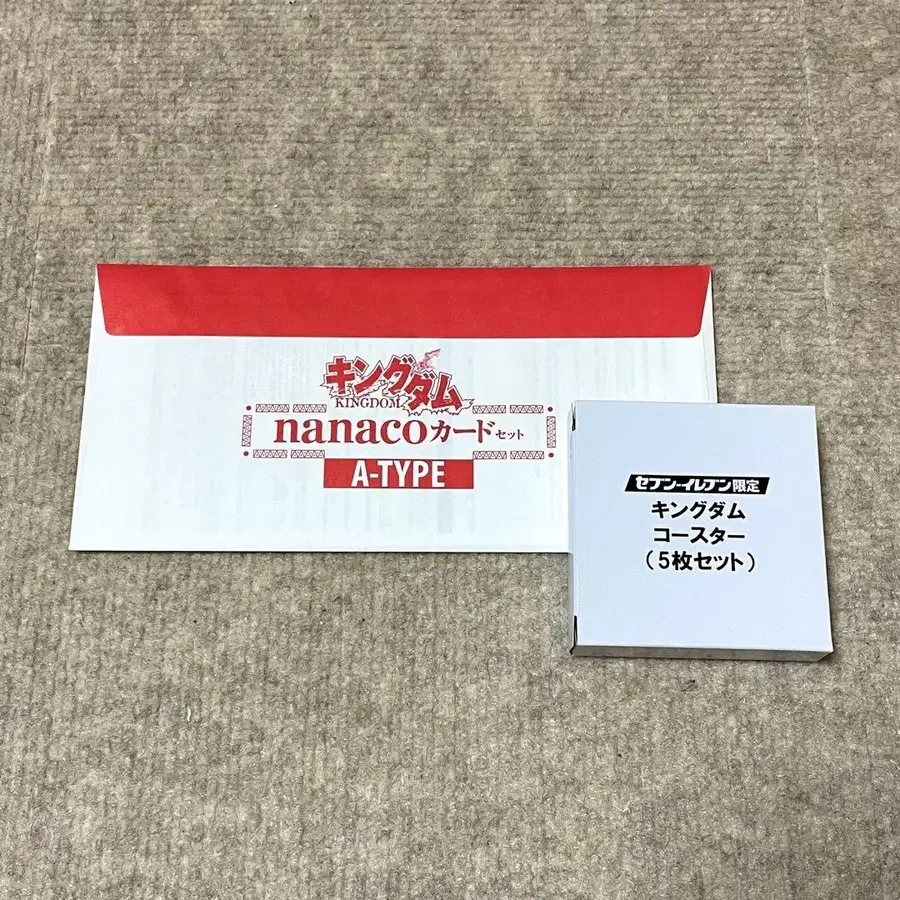 キングダム
KINGDOM
nanacoカードセット
A-TYPE
セブン-イレブン限定
キングダム
コースター
(5枚セット)